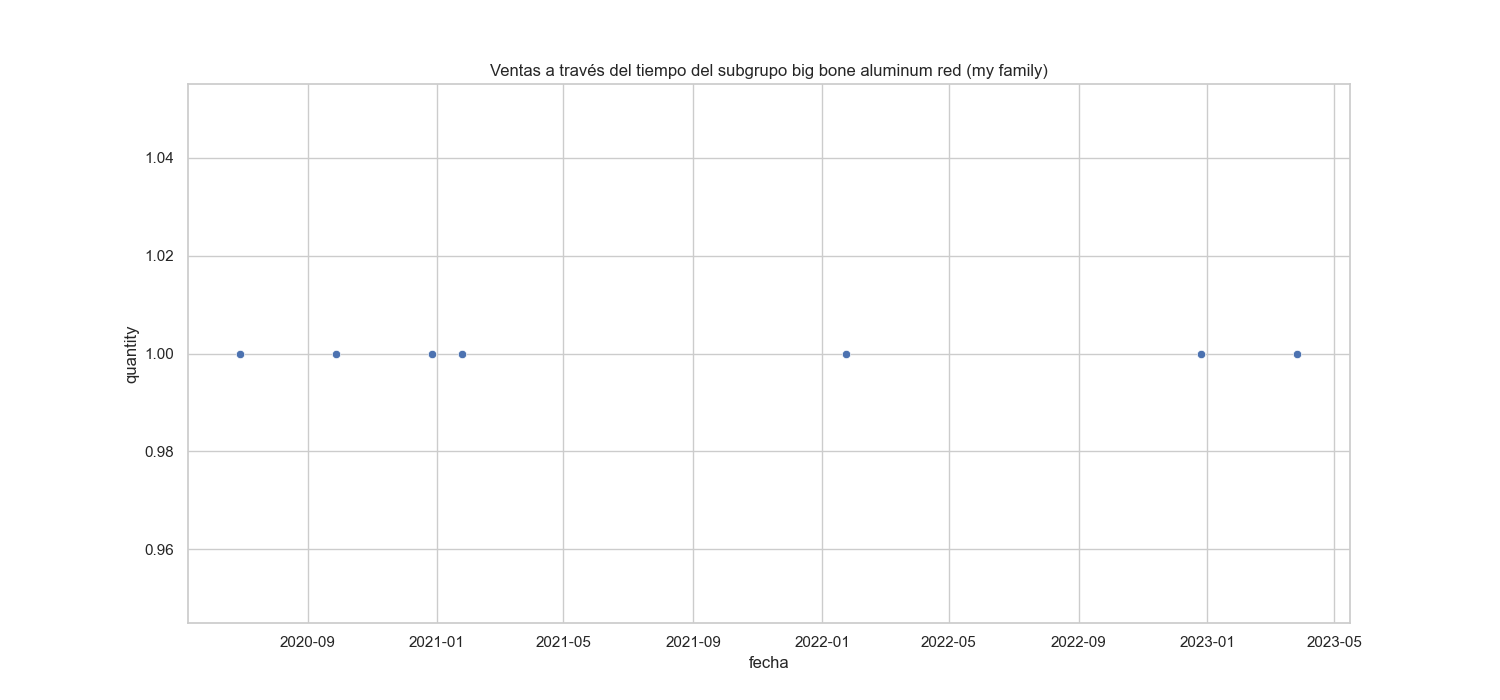 Ventas a través del tiempo del subgrupo big bone aluminum red (my family)
1.04
1.02
1.00
0.98
0.96
quantity
2020-09 2021-01 2021-05 2021-09 2022-01 2022-05 2022-09 2023-01 2023-05
fecha